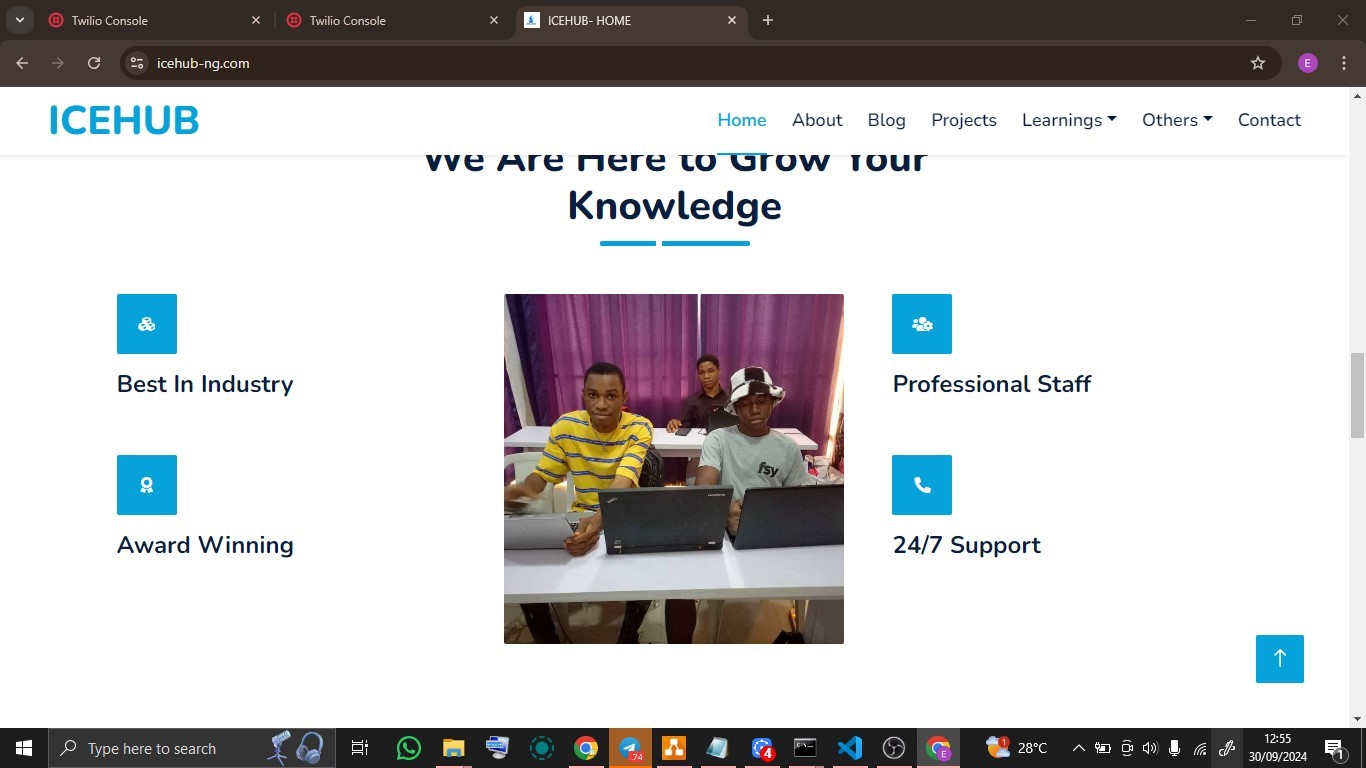 Twilio Console
Twilio Console
ICEHUB- HOME
icehub-ng.com
E
ICEHUB
Home
About
Blog
Projects
Learnings
Others
Contact
We Are Here to Grow Your
Knowledge
Best In Industry
Professional Staff
fsy
Award Winning
24/7 Support
Type here to search
74
4
E
1
28°C
12:55
30/09/2024
1